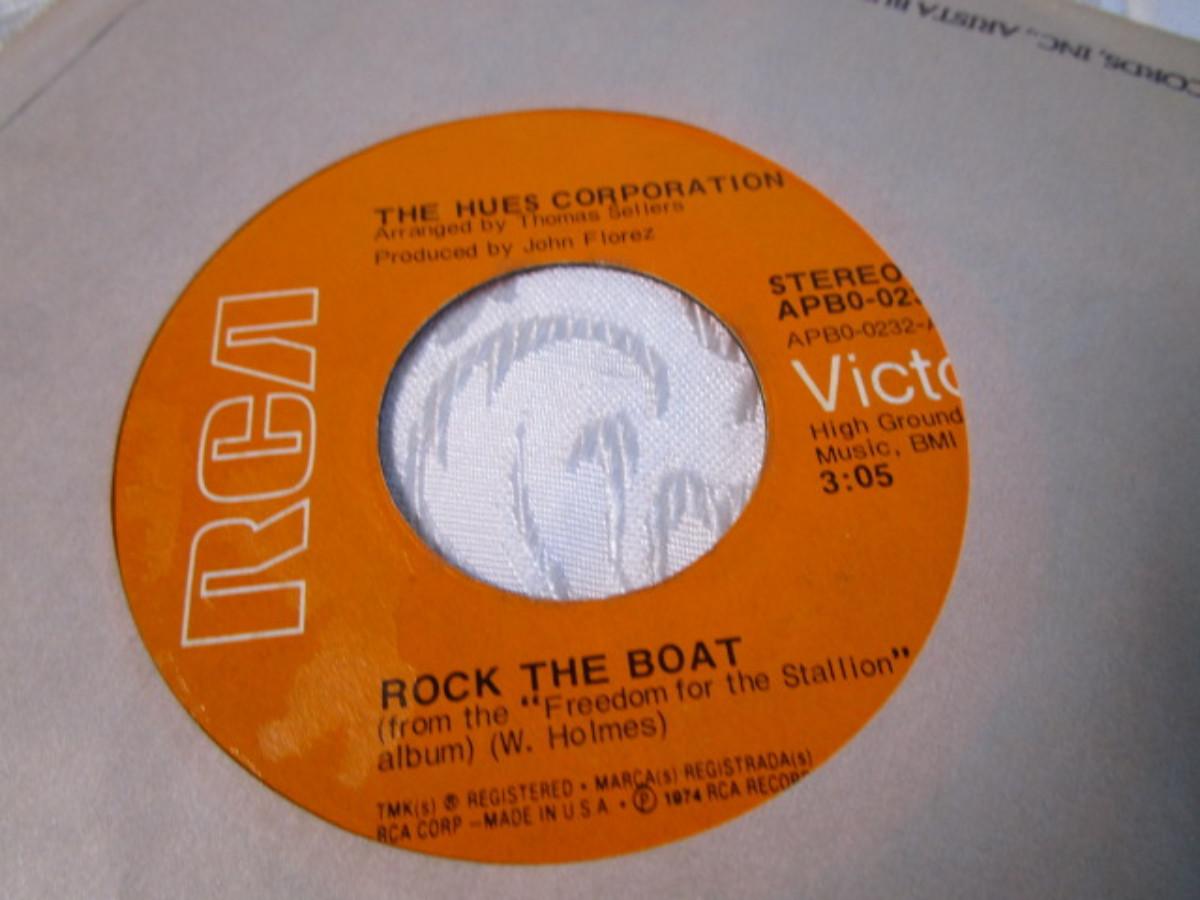 CORDS, INC., ARISTA
THE HUES CORPORATION
Arranged by Thomas Sellers
Produced by John Florez
STEREO
APB0-023
APB0-0232-A
Victo
High Ground
Music, BMI
3:05
RCA
ROCK THE BOAT
(from the "Freedom for the Stallion"
album) (W. Holmes)
TMK(s) ® REGISTERED • MARCA(s) REGISTRADA(s)
RCA CORP –MADE IN U.S.A • ℗ 1974 RCA RECOR